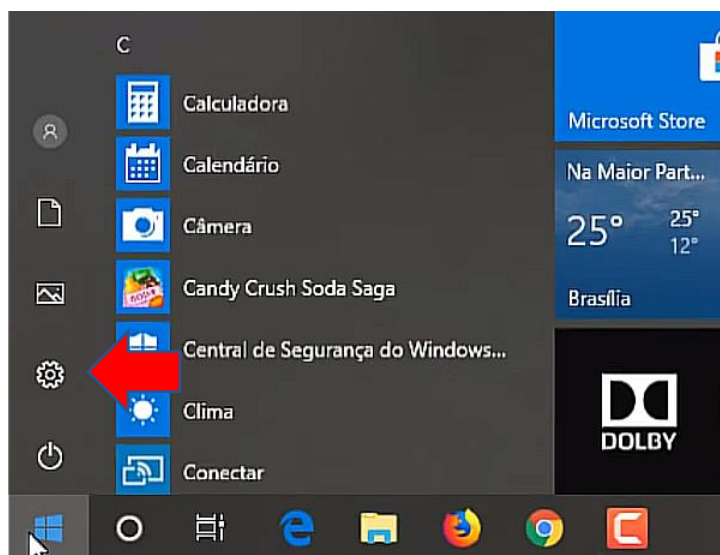 C
Calculadora
Calendário
Câmera
Candy Crush Soda Saga
Central de Segurança do Windows...
Clima
Conectar
Microsoft Store
Na Maior Part...
25° 25°
12°
Brasília
DOLBY